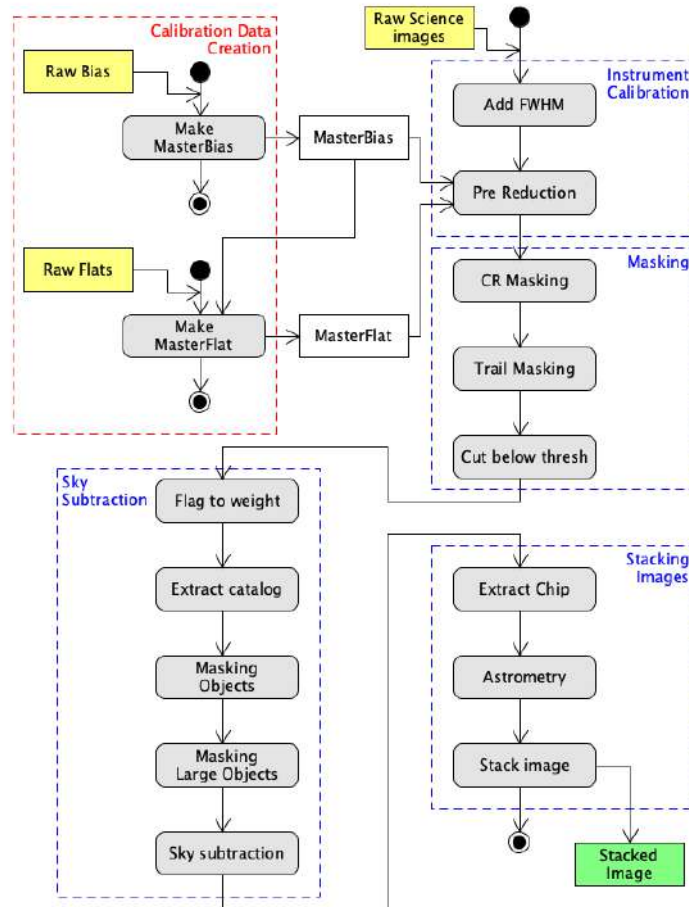 Calibration Data
Creation
Raw Bias
Make
MasterBias
MasterBias
Raw Flats
Make
MasterFlat
MasterFlat
Raw Science
images
Instrument
Calibration
Add FWHM
Pre Reduction
Masking
CR Masking
Trail Masking
Cut below thresh
Sky
Subtraction
Flag to weight
Extract catalog
Masking
Objects
Masking
Large Objects
Sky subtraction
Stacking
Images
Extract Chip
Astrometry
Stack image
Stacked
Image